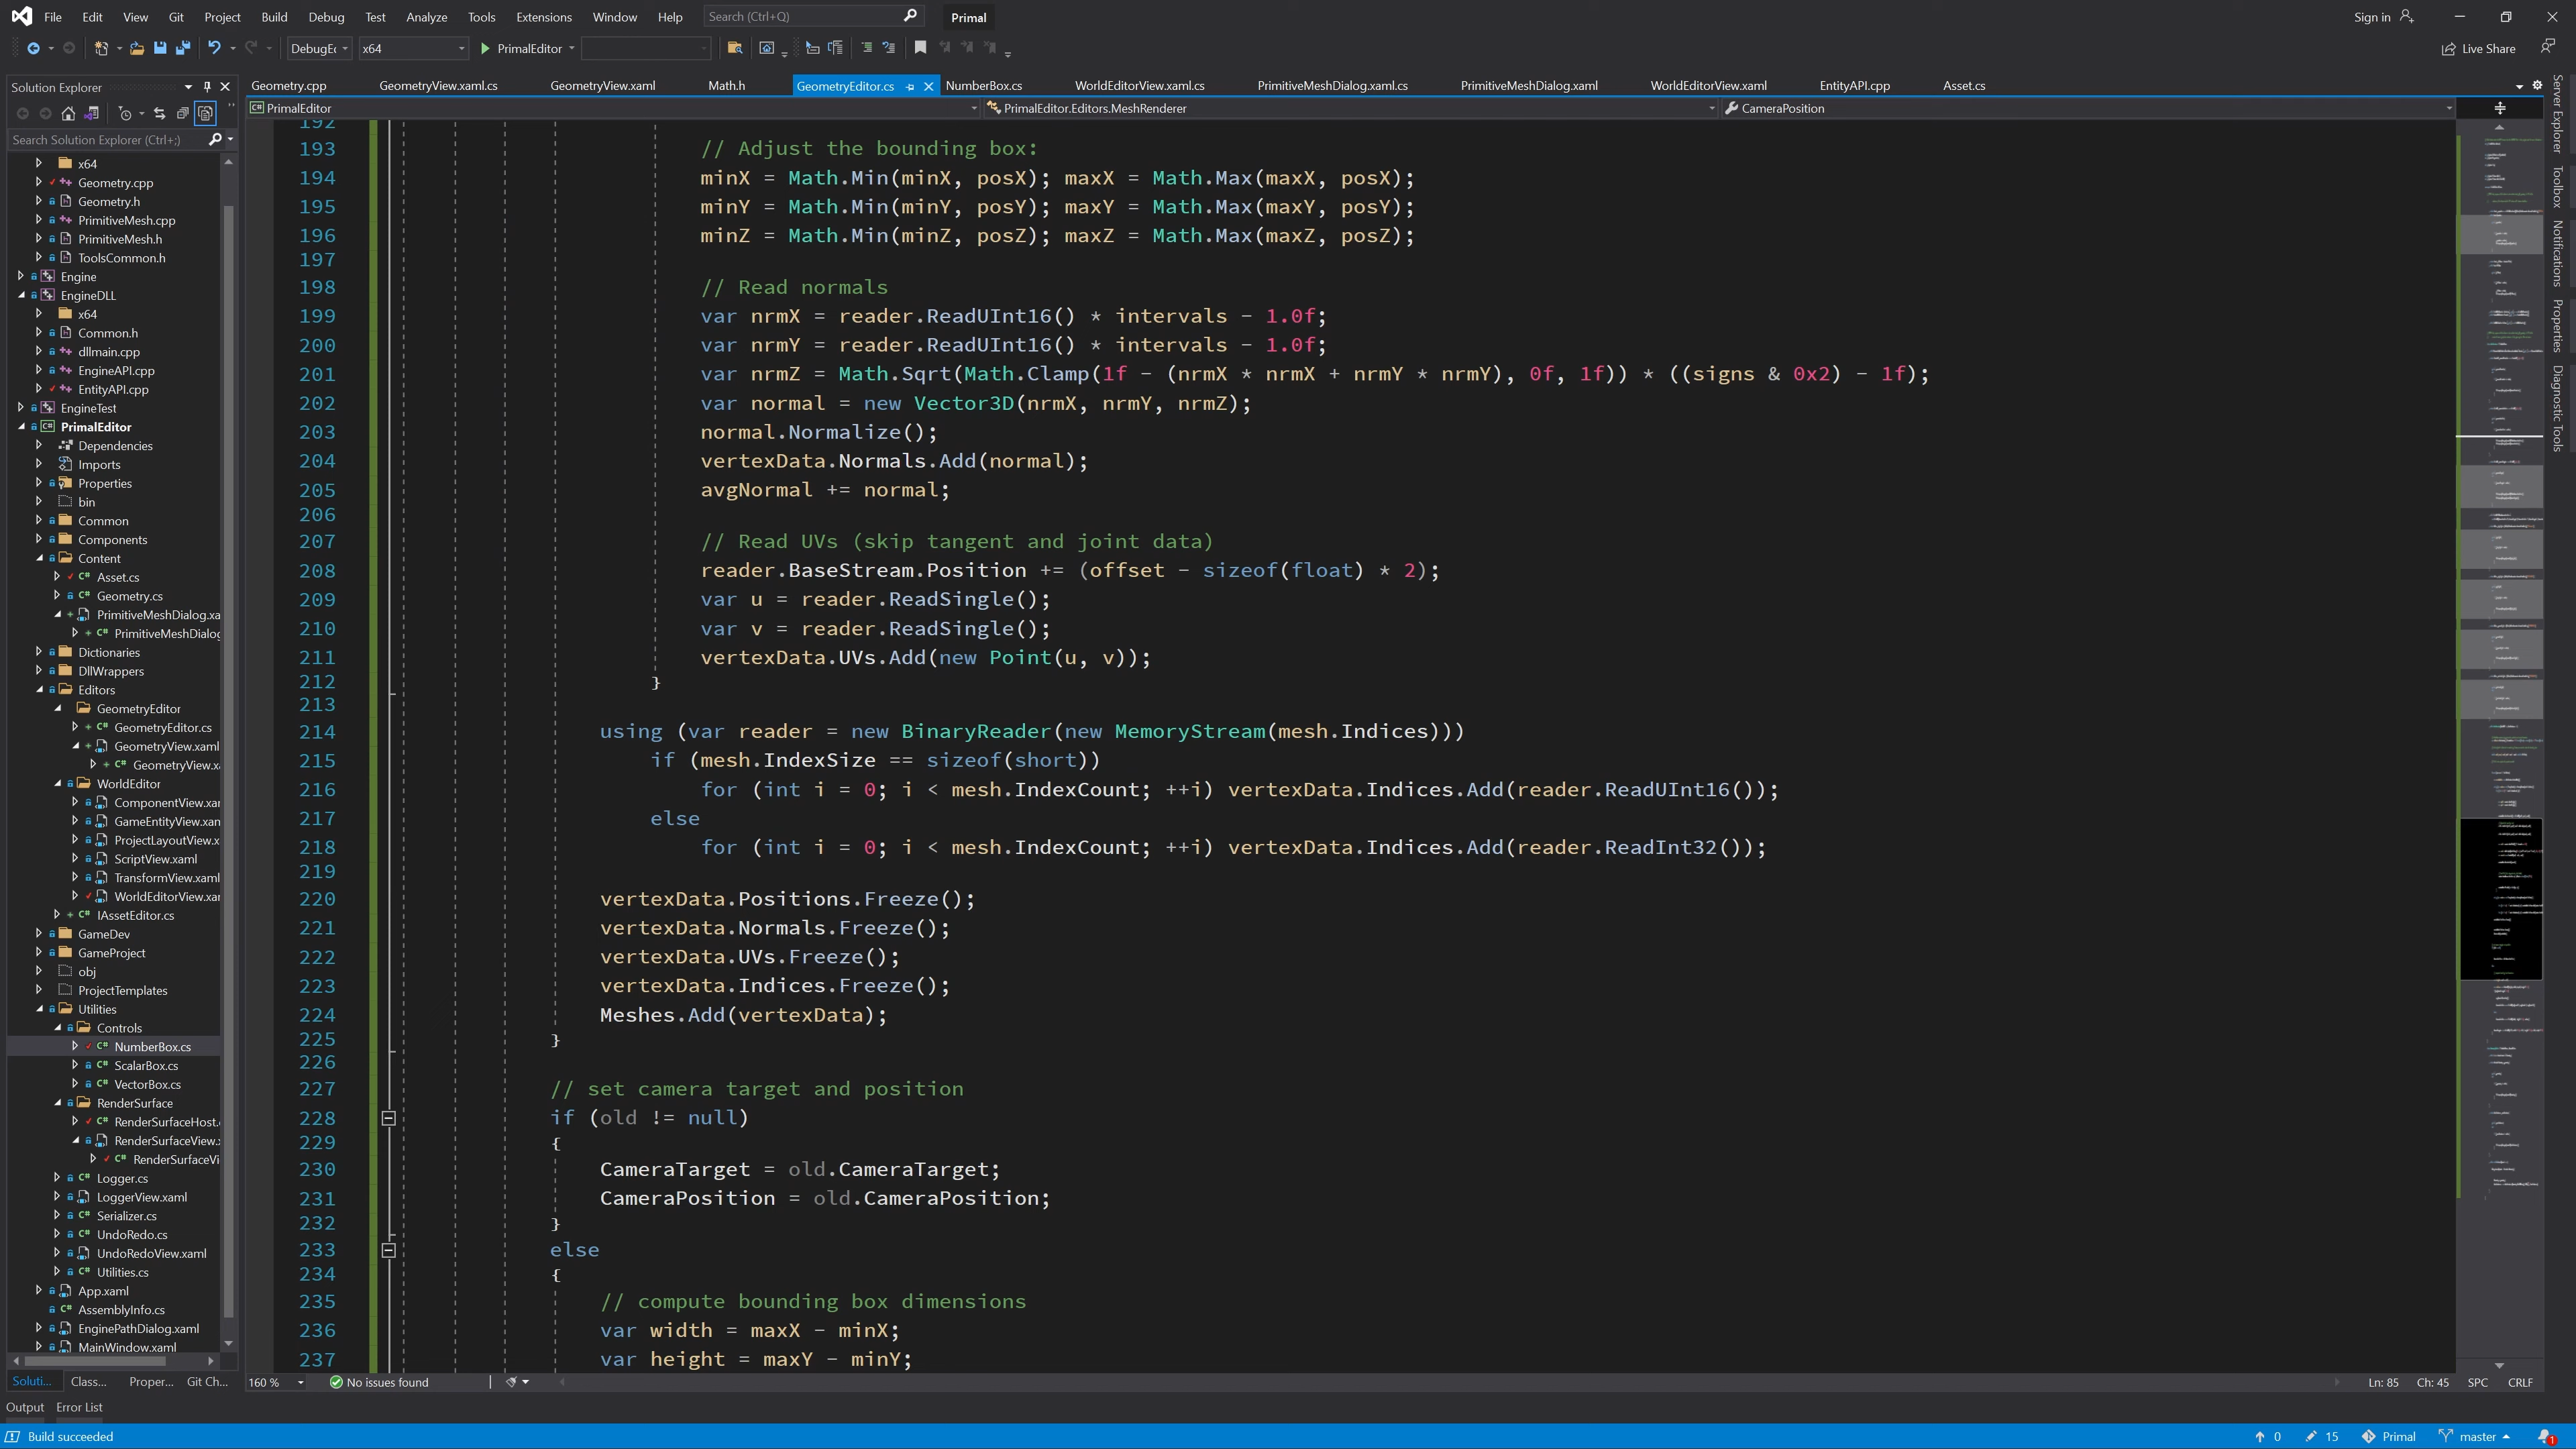 File Edit View Git Project Build Debug Test Analyze Tools Extensions Window Help Search (Ctrl+Q) Primal Sign in
x64 PrimalEditor Live Share
Solution Explorer
Search Solution Explorer (Ctrl+;)
x64
Geometry.cpp
Geometry.h
PrimitiveMesh.cpp
PrimitiveMesh.h
ToolsCommon.h
Engine
EngineDLL
x64
Common.h
dllmain.cpp
EngineAPI.cpp
EntityAPI.cpp
EngineTest
PrimalEditor
Dependencies
Imports
Properties
bin
Common
Components
Content
Asset.cs
Geometry.cs
PrimitiveMeshDialog.xa
PrimitiveMeshDialog
Dictionaries
DllWrappers
Editors
GeometryEditor
GeometryEditor.cs
GeometryView.xaml
GeometryView.x
WorldEditor
ComponentView.xam
GameEntityView.xam
ProjectLayoutView.x
ScriptView.xaml
TransformView.xaml
WorldEditorView.xam
IAssetEditor.cs
GameDev
GameProject
obj
ProjectTemplates
Utilities
Controls
NumberBox.cs
ScalarBox.cs
VectorBox.cs
RenderSurface
RenderSurfaceHost.
RenderSurfaceView.x
RenderSurfaceVi
Logger.cs
LoggerView.xaml
Serializer.cs
UndoRedo.cs
UndoRedoView.xaml
Utilities.cs
App.xaml
AssemblyInfo.cs
EnginePathDialog.xaml
MainWindow.xaml
Soluti... Class... Proper... Git Ch...
Geometry.cpp GeometryView.xaml.cs GeometryView.xaml Math.h GeometryEditor.cs NumberBox.cs WorldEditorView.xaml.cs PrimitiveMeshDialog.xaml.cs PrimitiveMeshDialog.xaml WorldEditorView.xaml EntityAPI.cpp Asset.cs
PrimalEditor PrimalEditor.Editors.MeshRenderer CameraPosition
192
193 // Adjust the bounding box:
194 minX = Math.Min(minX, posX); maxX = Math.Max(maxX, posX);
195 minY = Math.Min(minY, posY); maxY = Math.Max(maxY, posY);
196 minZ = Math.Min(minZ, posZ); maxZ = Math.Max(maxZ, posZ);
197
198 // Read normals
199 var nrmX = reader.ReadUInt16() * intervals - 1.0f;
200 var nrmY = reader.ReadUInt16() * intervals - 1.0f;
201 var nrmZ = Math.Sqrt(Math.Clamp(1f - (nrmX * nrmX + nrmY * nrmY), 0f, 1f)) * ((signs & 0x2) - 1f);
202 var normal = new Vector3D(nrmX, nrmY, nrmZ);
203 normal.Normalize();
204 vertexData.Normals.Add(normal);
205 avgNormal += normal;
206
207 // Read UVs (skip tangent and joint data)
208 reader.BaseStream.Position += (offset - sizeof(float) * 2);
209 var u = reader.ReadSingle();
210 var v = reader.ReadSingle();
211 vertexData.UVs.Add(new Point(u, v));
212 }
213
214 using (var reader = new BinaryReader(new MemoryStream(mesh.Indices)))
215 if (mesh.IndexSize == sizeof(short))
216 for (int i = 0; i < mesh.IndexCount; ++i) vertexData.Indices.Add(reader.ReadUInt16());
217 else
218 for (int i = 0; i < mesh.IndexCount; ++i) vertexData.Indices.Add(reader.ReadInt32());
219
220 vertexData.Positions.Freeze();
221 vertexData.Normals.Freeze();
222 vertexData.UVs.Freeze();
223 vertexData.Indices.Freeze();
224 Meshes.Add(vertexData);
225 }
226
227 // set camera target and position
228 if (old != null)
229 {
230 CameraTarget = old.CameraTarget;
231 CameraPosition = old.CameraPosition;
232 }
233 else
234 {
235 // compute bounding box dimensions
236 var width = maxX - minX;
237 var height = maxY - minY;
160 % No issues found Ln: 85 Ch: 45 SPC CRLF
Server Explorer
Toolbox
Notifications
Properties
Diagnostic Tools
Output Error List
Build succeeded 0 15 Primal master 1